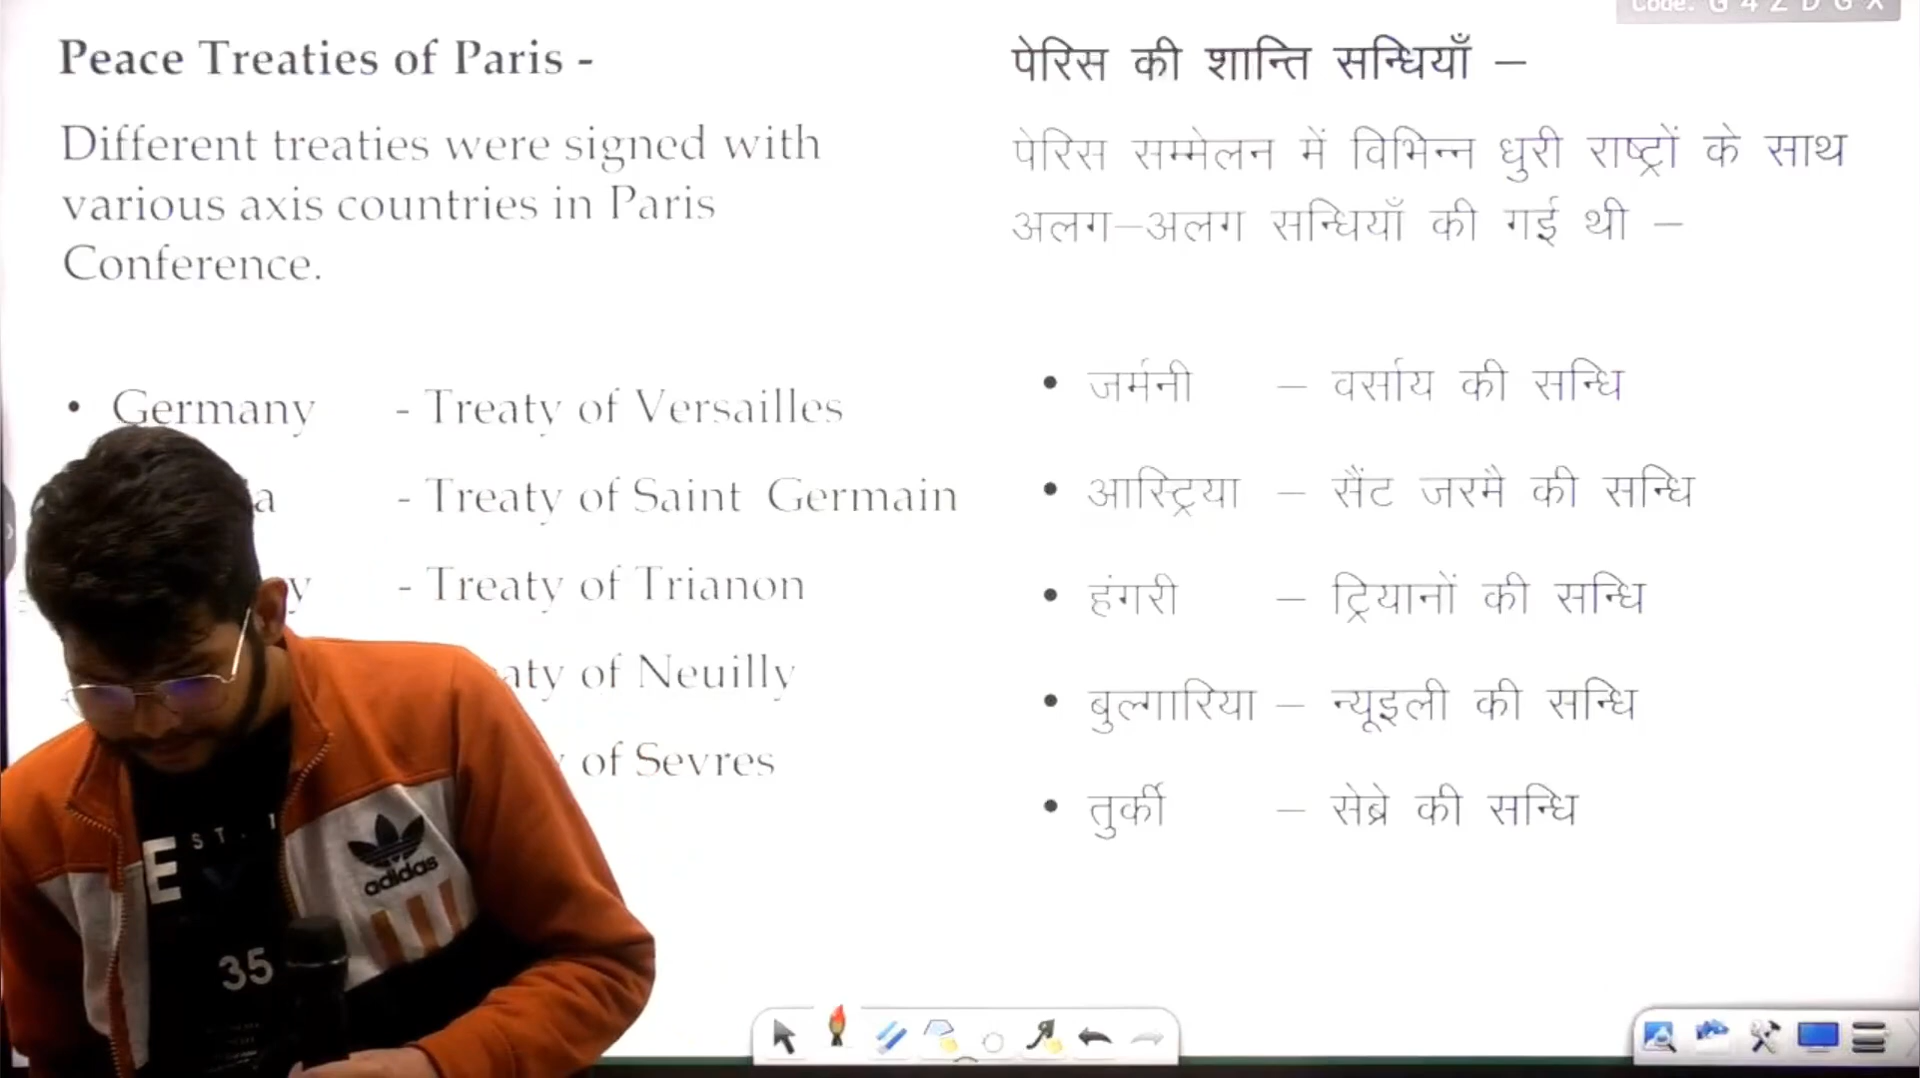 Peace Treaties of Paris -
Different treaties were signed with
various axis countries in Paris
Conference.
• Germany - Treaty of Versailles
- Treaty of Saint Germain
- Treaty of Trianon
of Neuilly
of Sevres
पेरिस की शान्ति सन्धियाँ –
पेरिस सम्मेलन में विभिन्न धुरी राष्ट्रों के साथ
अलग–अलग सन्धियाँ की गई थी –
• जर्मनी – वर्साय की सन्धि
• आस्ट्रिया – सैंट जरमै की सन्धि
• हंगरी – ट्रियानों की सन्धि
• बुल्गारिया – न्यूइली की सन्धि
• तुर्की – सेब्रे की सन्धि
adidas
35